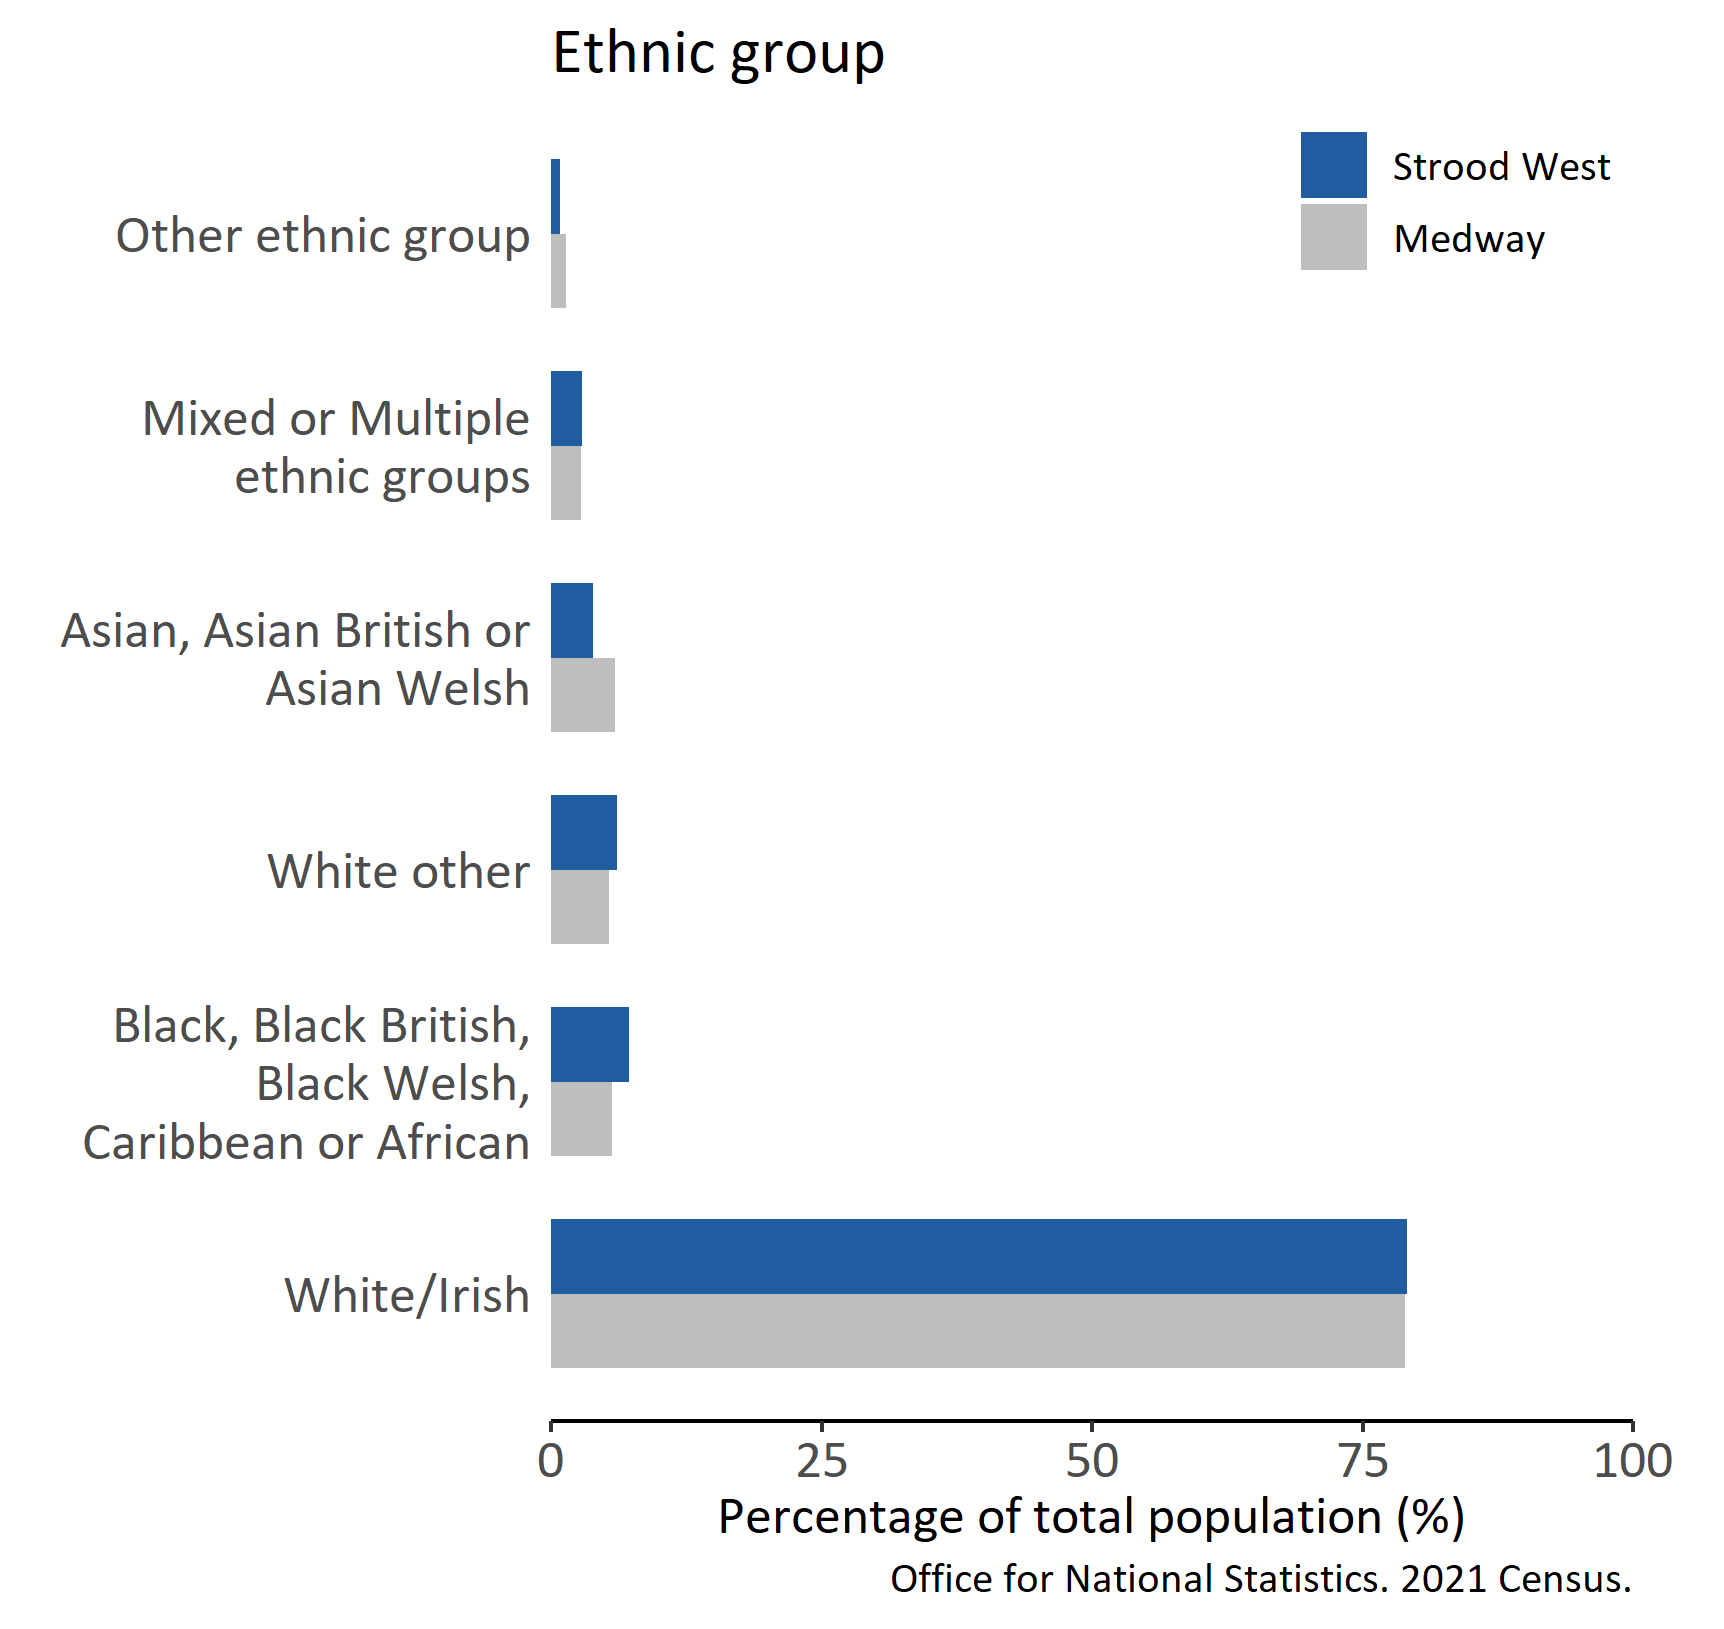 Ethnic group
Strood West
Medway
Other ethnic group
Mixed or Multiple
ethnic groups
Asian, Asian British or
Asian Welsh
White other
Black, Black British,
Black Welsh,
Caribbean or African
White/Irish
0 25 50 75 100
Percentage of total population (%)
Office for National Statistics. 2021 Census.